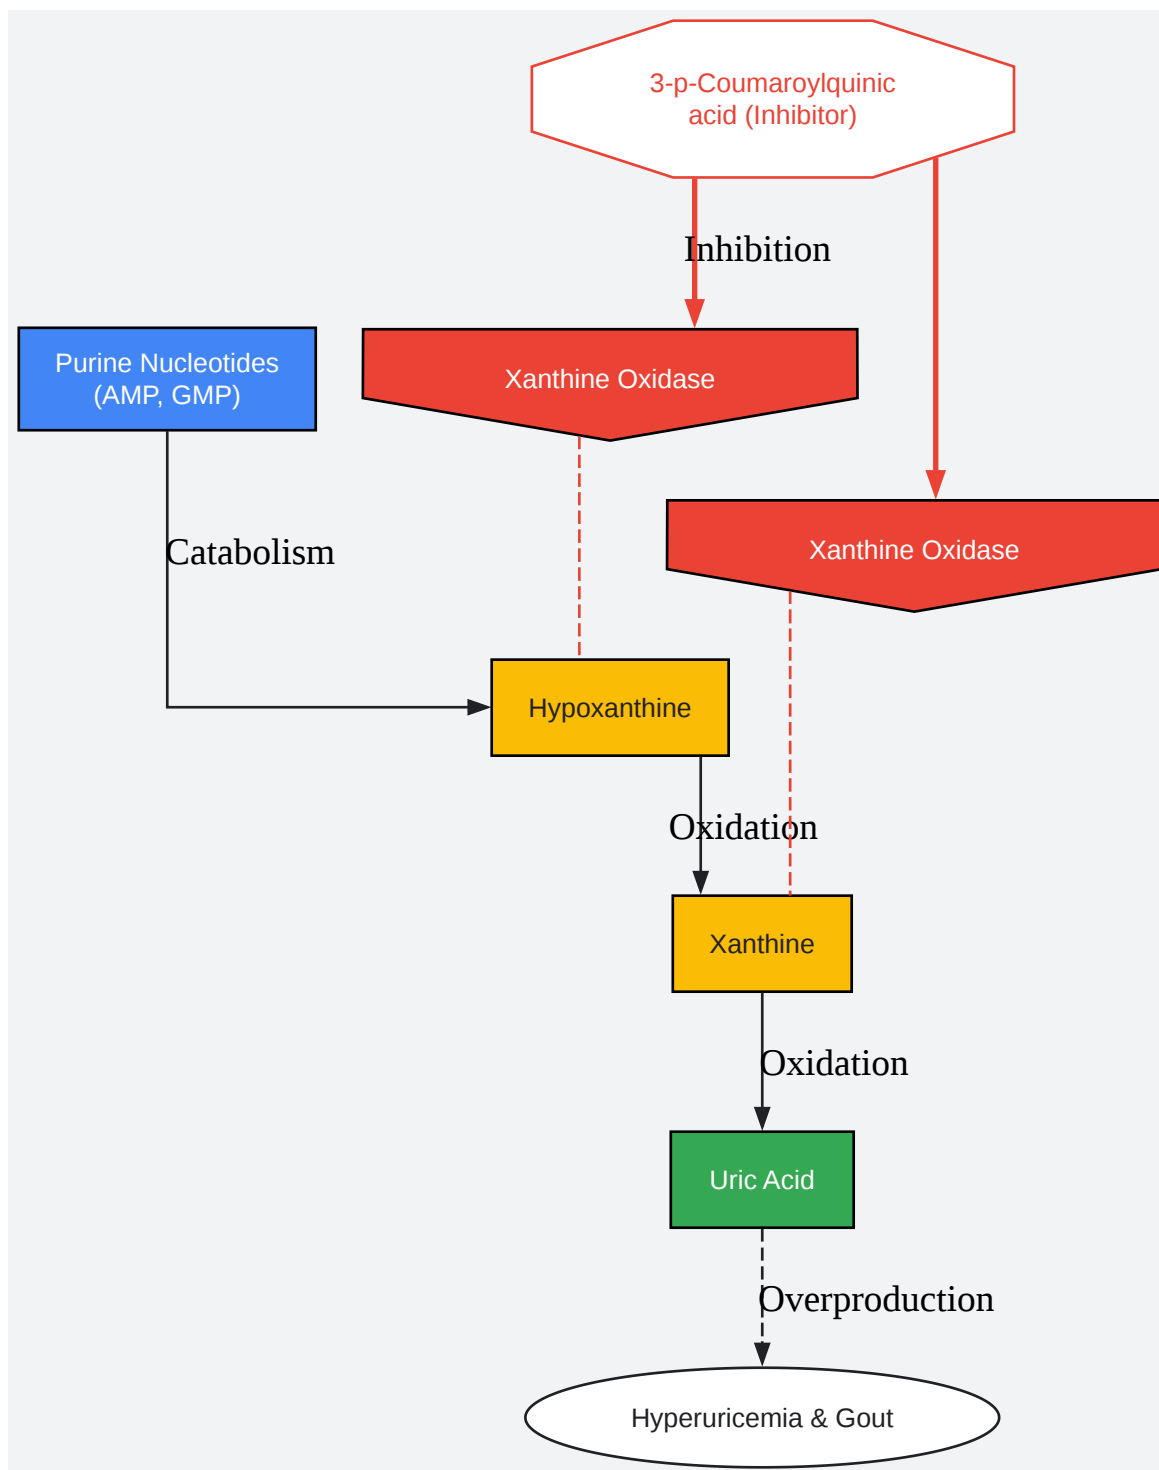 3-p-Coumaroylquinic
acid (Inhibitor)
Inhibition
Purine Nucleotides
(AMP, GMP)
Xanthine Oxidase
Catabolism
Xanthine Oxidase
Hypoxanthine
Oxidation
Xanthine
Oxidation
Uric Acid
Overproduction
Hyperuricemia & Gout